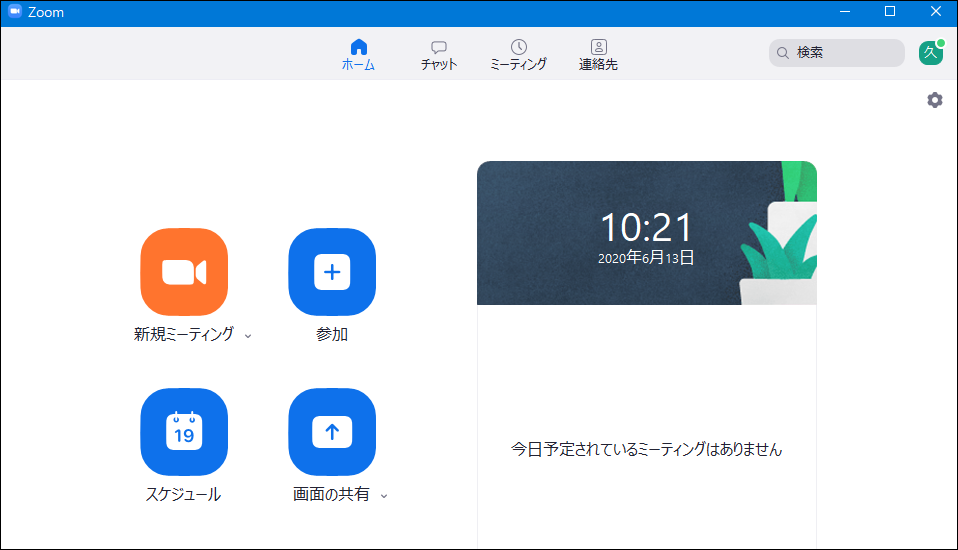 Zoom
ホーム
チャット
ミーティング
連絡先
検索
久
10:21
2020年6月13日
新規ミーティング
参加
19
スケジュール
画面の共有
今日予定されているミーティングはありません